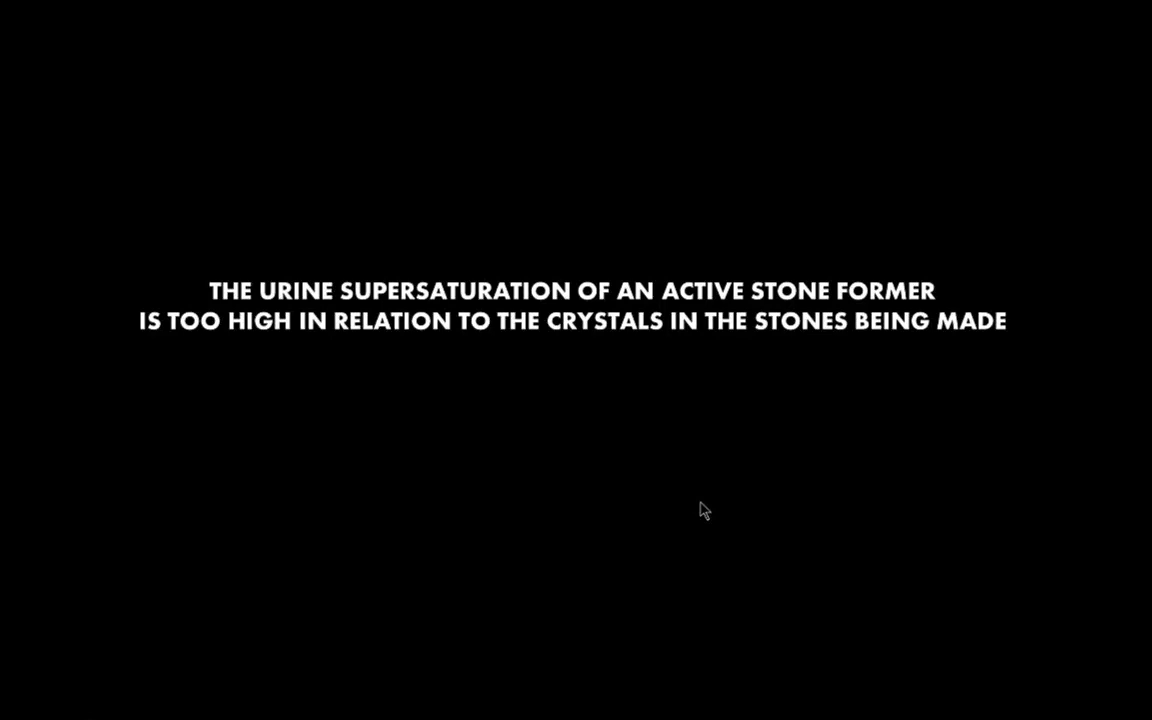 THE URINE SUPERSATURATION OF AN ACTIVE STONE FORMER
IS TOO HIGH IN RELATION TO THE CRYSTALS IN THE STONES BEING MADE